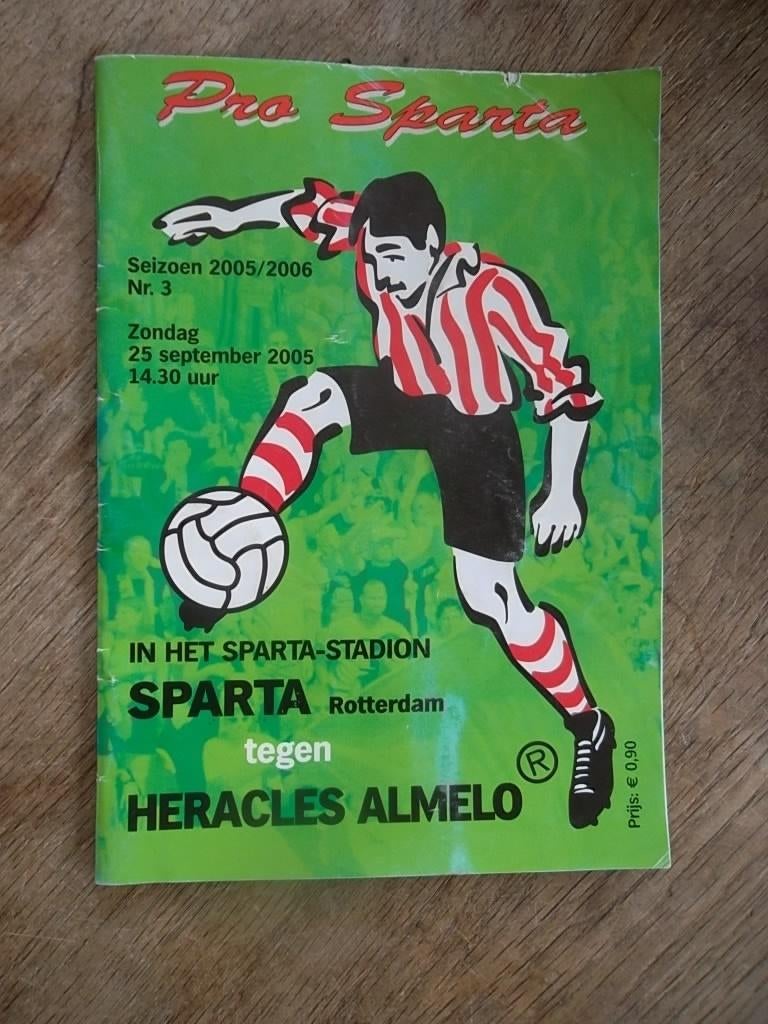 Pro Sparta
Seizoen 2005/2006
Nr. 3
Zondag
25 september 2005
14.30 uur
IN HET SPARTA-STADION
SPARTA Rotterdam
tegen
HERACLES ALMELO ®
Prijs: € 0,90